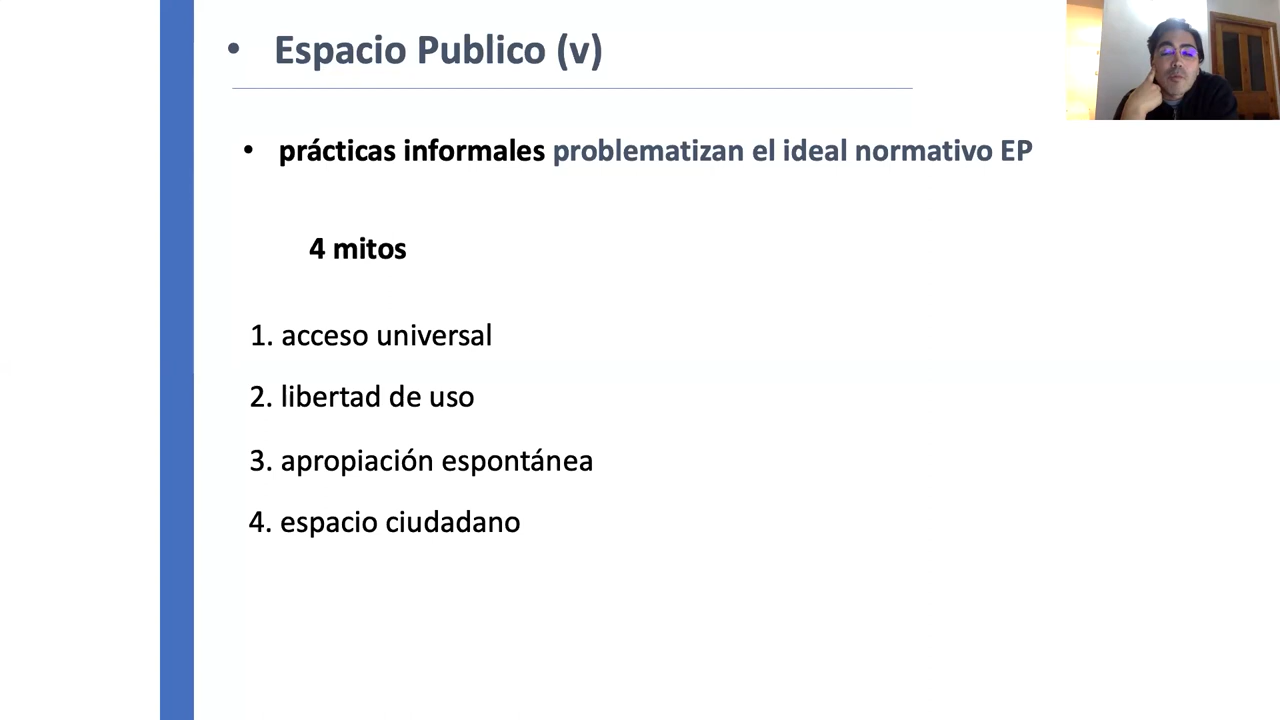 • Espacio Publico (v)
• prácticas informales problematizan el ideal normativo EP
4 mitos
1. acceso universal
2. libertad de uso
3. apropiación espontánea
4. espacio ciudadano